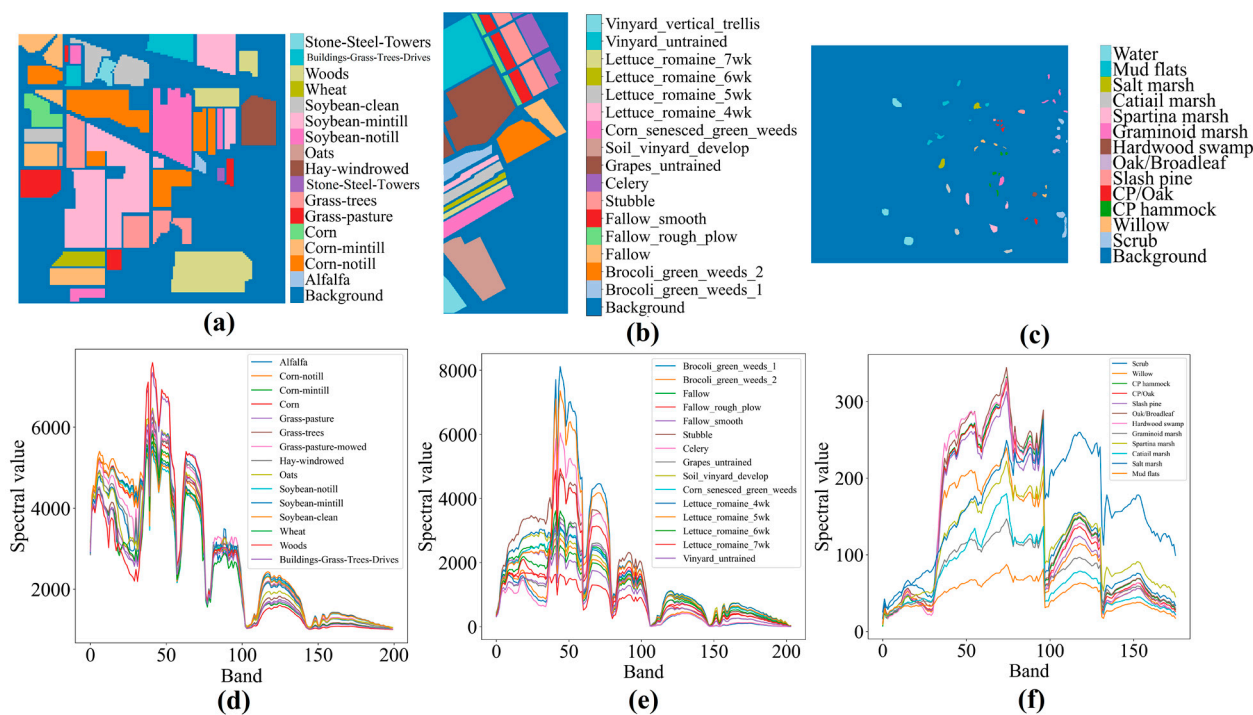 Stone-Steel-Towers
Buildings-Grass-Trees-Drives
Woods
Wheat
Soybean-clean
Soybean-mintill
Soybean-notill
Oats
Hay-windrowed
Stone-Steel-Towers
Grass-trees
Grass-pasture
Corn
Corn-mintill
Corn-notill
Alfalfa
Background
(a)
Vinyard_vertical_trellis
Vinyard_untrained
Lettuce_romaine_7wk
Lettuce_romaine_6wk
Lettuce_romaine_5wk
Lettuce_romaine_4wk
Corn_senesced_green_weeds
Soil_vinyard_develop
Grapes_untrained
Celery
Stubble
Fallow_smooth
Fallow_rough_plow
Fallow
Brocoli_green_weeds_2
Brocoli_green_weeds_1
Background
(b)
Water
Mud flats
Salt marsh
Catiail marsh
Spartina marsh
Graminoid marsh
Hardwood swamp
Oak/Broadleaf
Slash pine
CP/Oak
CP hammock
Willow
Scrub
Background
(c)
Spectral value
6000
4000
2000
Alfalfa
Corn-notill
Corn-mintill
Corn
Grass-pasture
Grass-trees
Grass-pasture-mowed
Hay-windrowed
Oats
Soybean-notill
Soybean-mintill
Soybean-clean
Wheat
Woods
Buildings-Grass-Trees-Drives
0 50 100 150 200
Band
(d)
Spectral value
8000
6000
4000
2000
0
Brocoli_green_weeds_1
Brocoli_green_weeds_2
Fallow
Fallow_rough_plow
Fallow_smooth
Stubble
Celery
Grapes_untrained
Soil_vinyard_develop
Corn_senesced_green_weeds
Lettuce_romaine_4wk
Lettuce_romaine_5wk
Lettuce_romaine_6wk
Lettuce_romaine_7wk
Vinyard_untrained
0 50 100 150 200
Band
(e)
Spectral value
300
200
100
0
Scrub
Willow
CP hammock
CP/Oak
Slash pine
Oak/Broadleaf
Hardwood swamp
Graminoid marsh
Spartina marsh
Catiail marsh
Salt marsh
Mud flats
0 50 100 150
Band
(f)